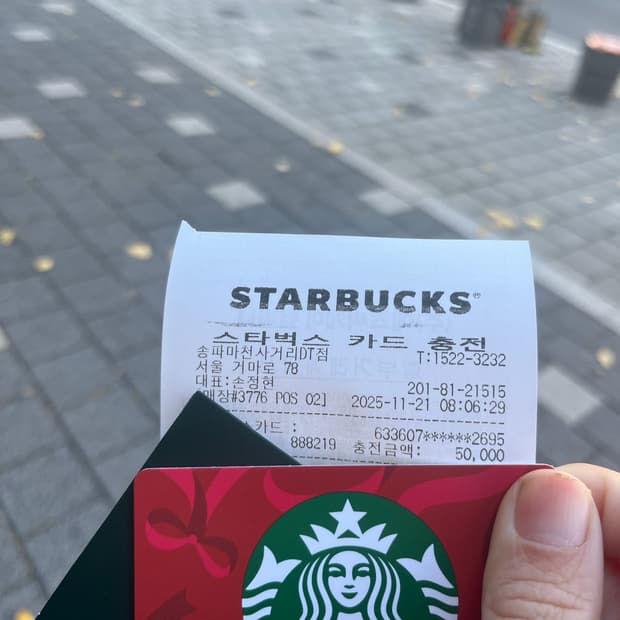 STARBUCKS®
스타벅스 카드 충전
송파마천사거리DT점 T:1522-3232
서울 거마로 78
대표:손정현 201-81-21515
매장#3776 POS 02] 2025-11-21 08:06:29
카드 : 633607******2695
888219 충전금액: 50,000